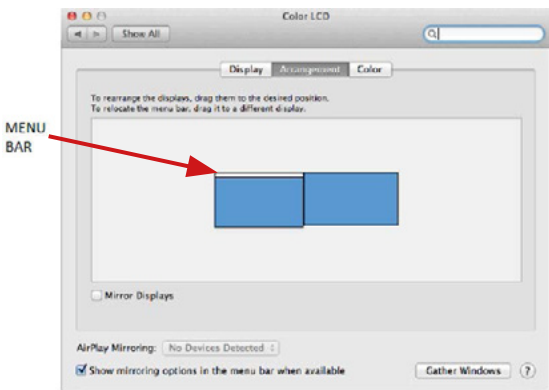 Color LCD
Show All
Display Arrangement Color
To rearrange the displays, drag them to the desired position.
To relocate the menu bar, drag it to a different display.
MENU
BAR
Mirror Displays
AirPlay Mirroring: No Devices Detected
Show mirroring options in the menu bar when available
Gather Windows ?